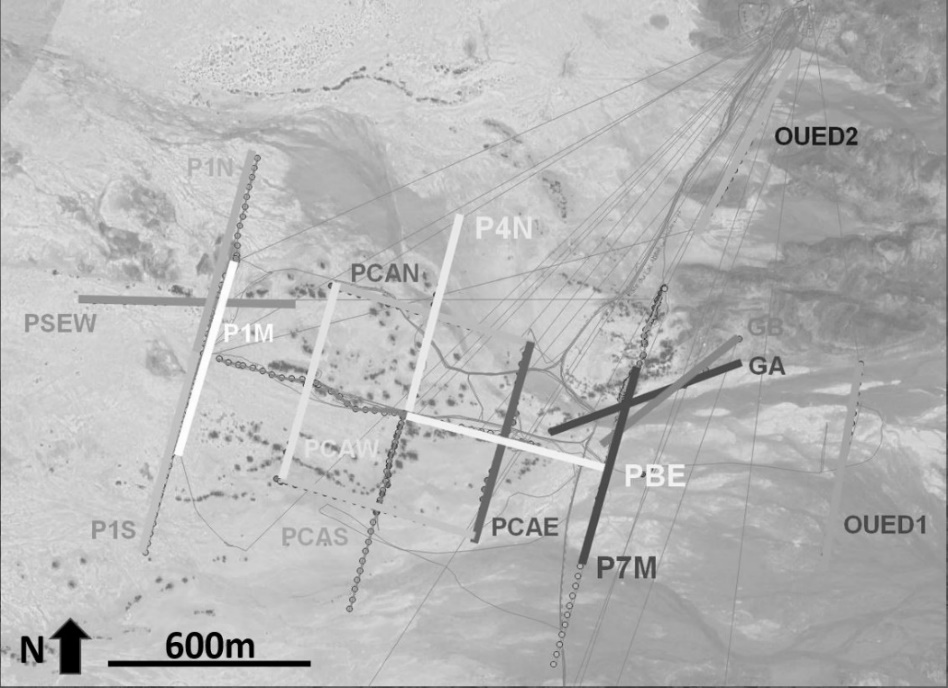 OUED2
P1N
P4N
PCAN
PSEW
P1M
GB
GA
PCAW
PBE
P1S
PCAS
PCAE
OUED1
P7M
N
600m